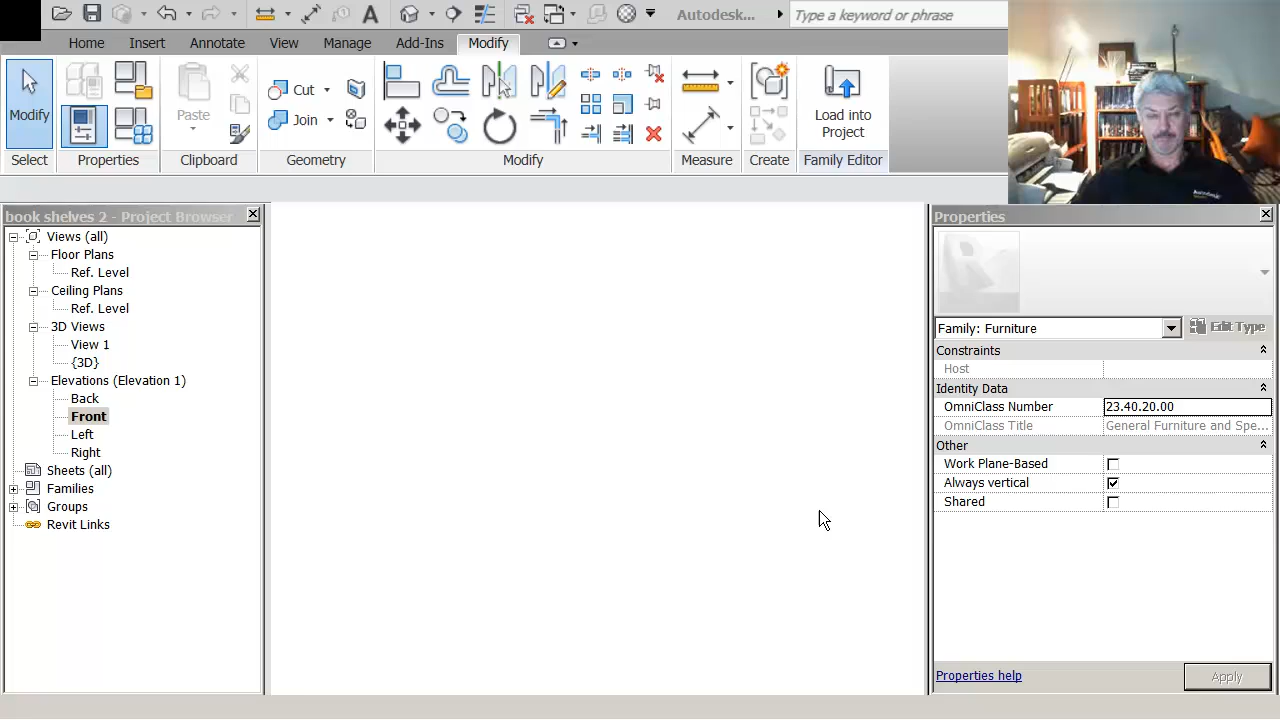 Autodesk...
Type a keyword or phrase
Home
Insert
Annotate
View
Manage
Add-Ins
Modify
Modify
Paste
Cut
Join
Load into
Project
Select
Properties
Clipboard
Geometry
Modify
Measure
Create
Family Editor
book shelves 2 - Project Browser
Views (all)
Floor Plans
Ref. Level
Ceiling Plans
Ref. Level
3D Views
View 1
{3D}
Elevations (Elevation 1)
Back
Front
Left
Right
Sheets (all)
Families
Groups
Revit Links
Properties
Family: Furniture
Edit Type
Constraints
Host
Identity Data
OmniClass Number
23.40.20.00
OmniClass Title
General Furniture and Spe...
Other
Work Plane-Based
Always vertical
Shared
Properties help
Apply
Autodesk